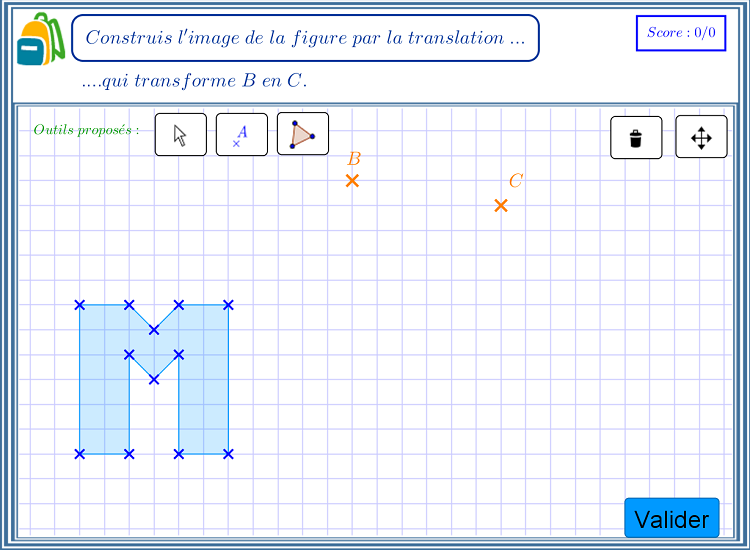 Construis l'image de la figure par la translation ...
Score : 0/0
....qui transforme B en C.
Outils proposés :
A
B
C
Valider